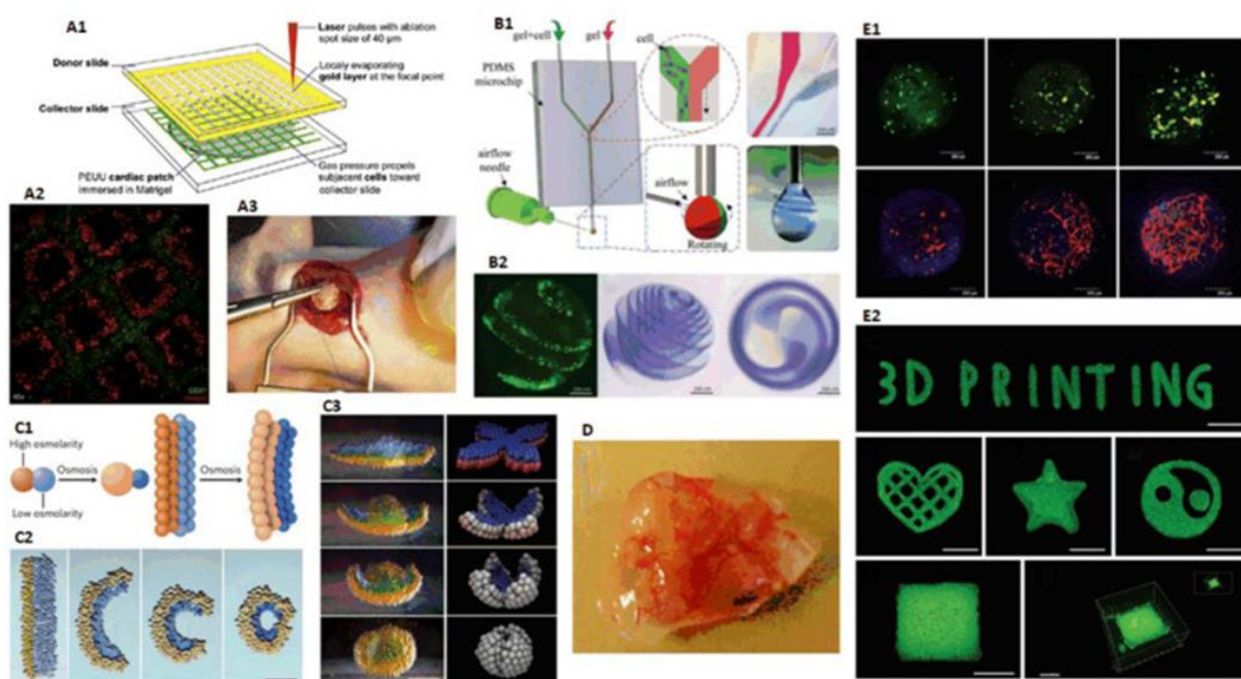 A1
Laser pulses with ablation
spot size of 40 µm
Donor slide
Localy evaporating
gold layer at the focal point
Collector slide
PEUU cardiac patch
immersed in Matrigel
Gas pressure propels
subjacent cells toward
collector slide
A2
A3
B1
gel+cell
gel
cell
PDMS
microchip
airflow
needle
airflow
Rotating
B2
C1
High osmolarity
Osmosis
Osmosis
Low osmolarity
C2
C3
D
E1
E2
3D PRINTING